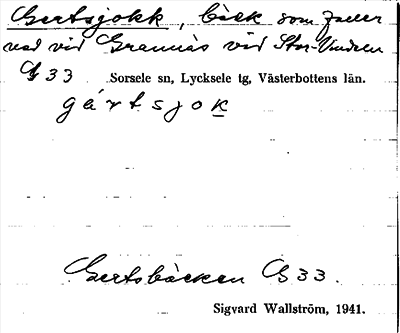 Gertsjokk, bäck som faller
ned vid Grannäs vid Stor-Vindeln
G 33 Sorsele sn, Lycksele tg, Västerbottens län.
gártsjok
Gertsbäcken G 33.
Sigvard Wallström, 1941.